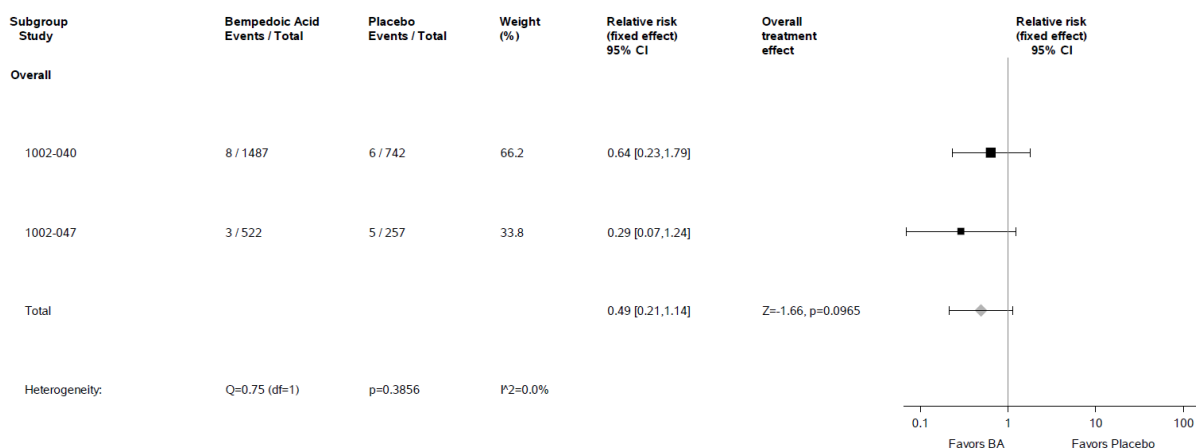 Subgroup Bempedoic Acid Placebo Weight Relative risk Overall Relative risk
Study Events / Total Events / Total (%) (fixed effect) treatment (fixed effect)
95% CI effect 95% CI
Overall
1002-040 8 / 1487 6 / 742 66.2 0.64 [0.23,1.79]
1002-047 3 / 522 5 / 257 33.8 0.29 [0.07,1.24]
Total 0.49 [0.21,1.14] Z=-1.66, p=0.0965
Heterogeneity: Q=0.75 (df=1) p=0.3856 I^2=0.0%
0.1 1 10 100
Favors BA Favors Placebo